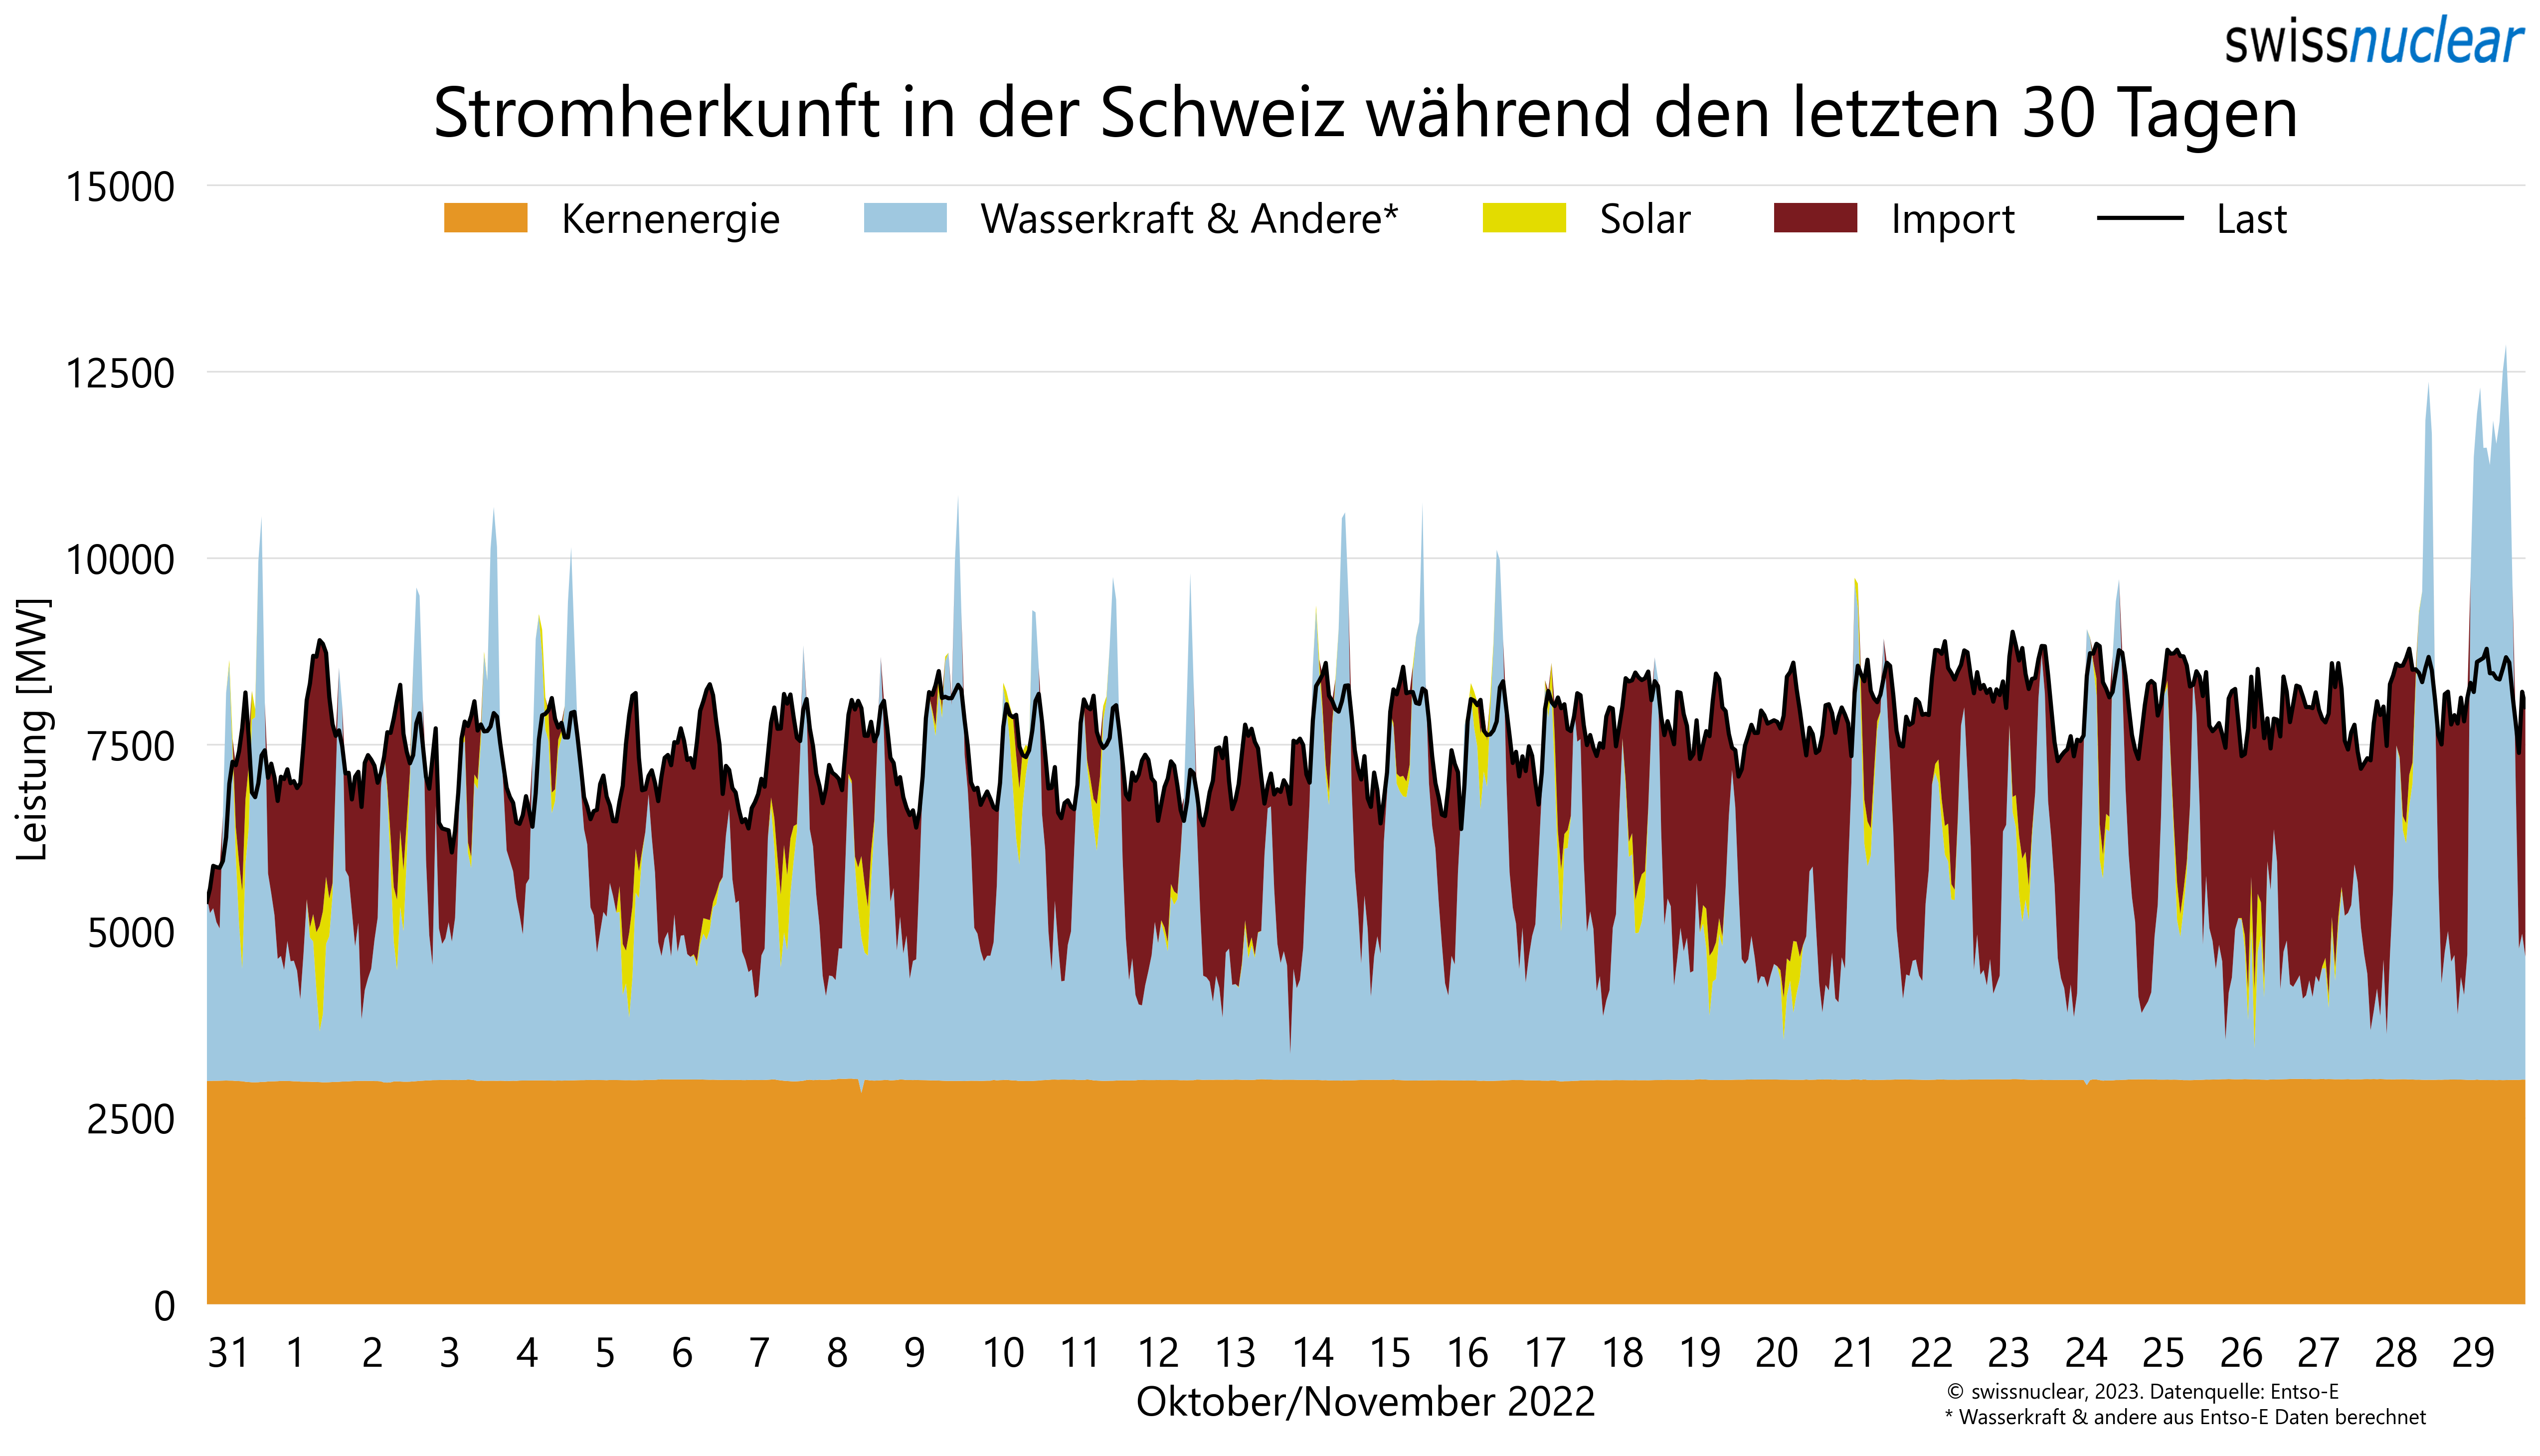 swissnuclear
Stromherkunft in der Schweiz während den letzten 30 Tagen
15000
Kernenergie Wasserkraft & Andere* Solar Import Last
12500
10000
7500
5000
2500
0
Leistung [MW]
31 1 2 3 4 5 6 7 8 9 10 11 12 13 14 15 16 17 18 19 20 21 22 23 24 25 26 27 28 29
Oktober/November 2022
© swissnuclear, 2023. Datenquelle: Entso-E
* Wasserkraft & andere aus Entso-E Daten berechnet